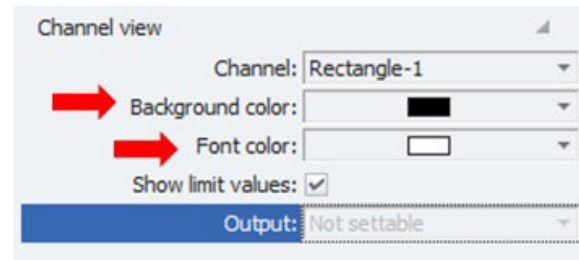 Channel view
Channel: Rectangle-1
Background color:
Font color:
Show limit values:
Output: Not settable